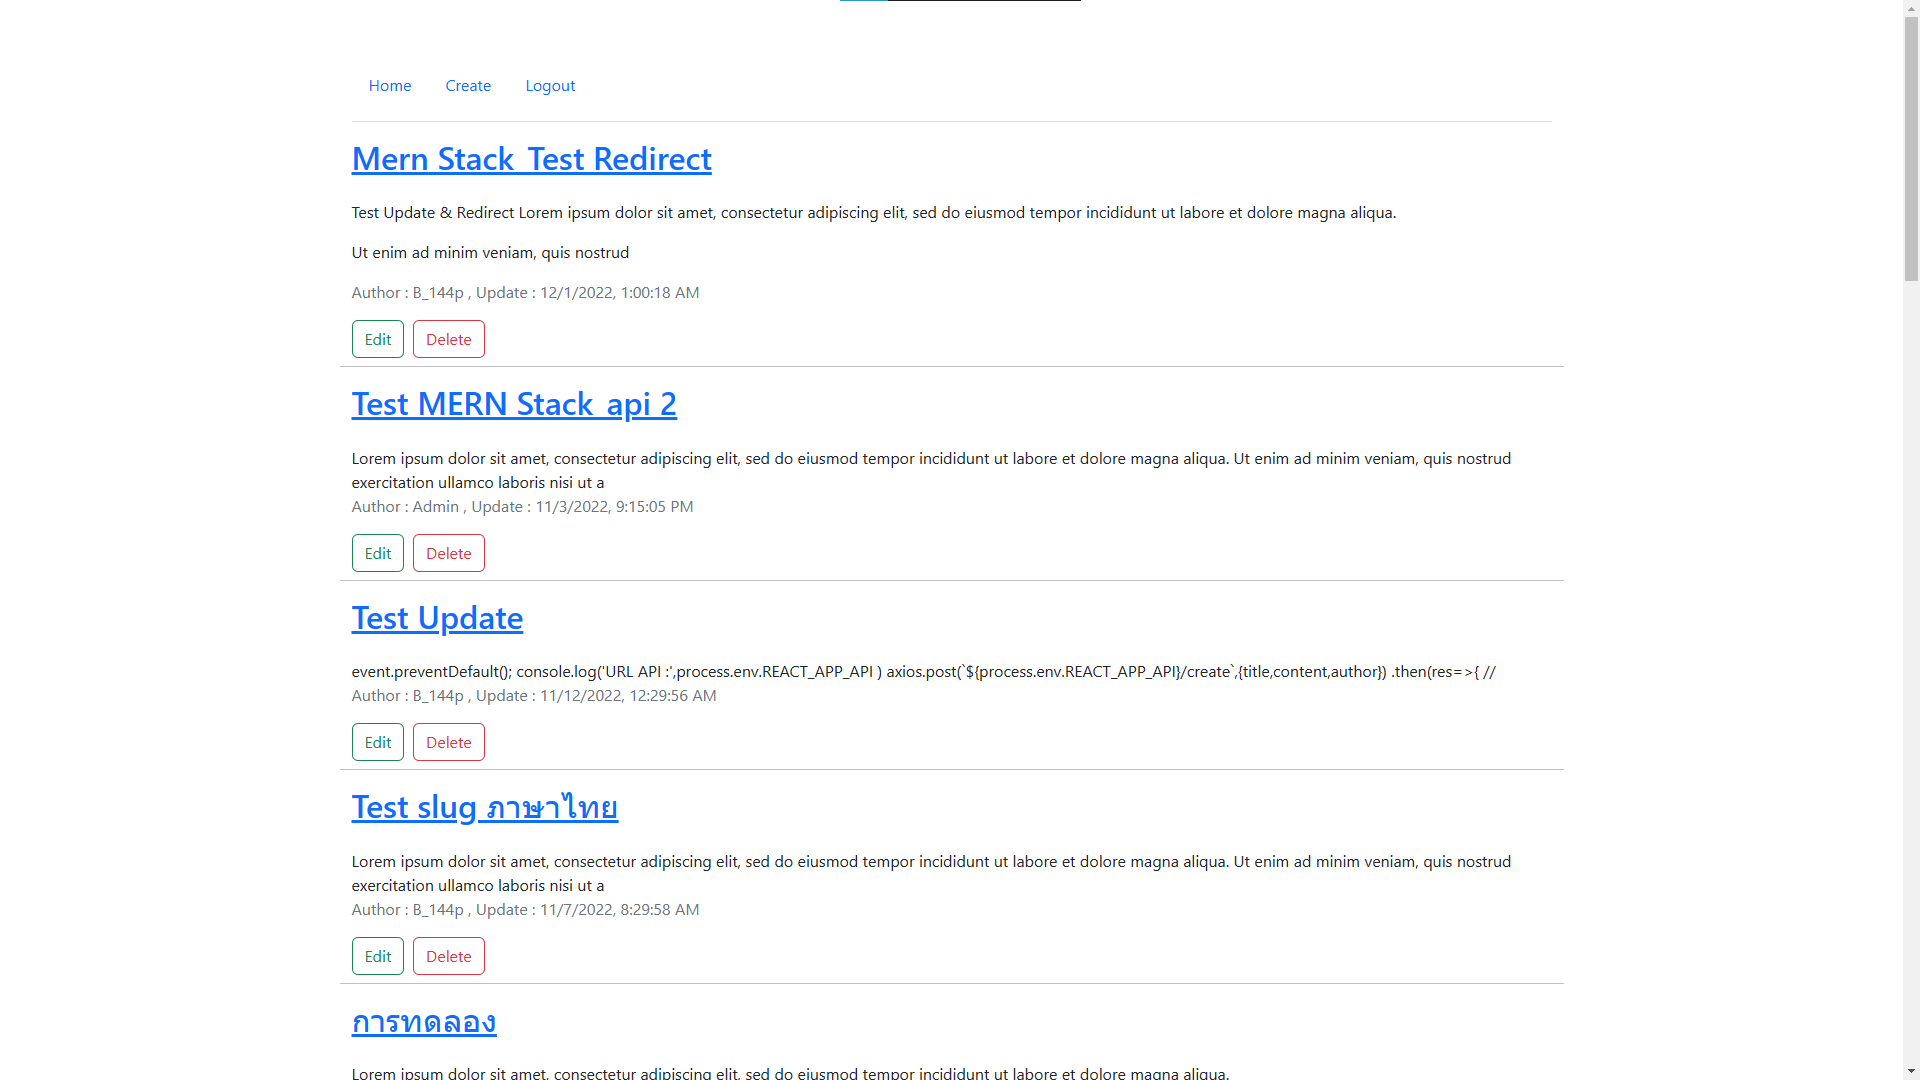 Home Create Logout
Mern Stack Test Redirect
Test Update & Redirect Lorem ipsum dolor sit amet, consectetur adipiscing elit, sed do eiusmod tempor incididunt ut labore et dolore magna aliqua.
Ut enim ad minim veniam, quis nostrud
Author : B_144p , Update : 12/1/2022, 1:00:18 AM
Edit Delete
Test MERN Stack api 2
Lorem ipsum dolor sit amet, consectetur adipiscing elit, sed do eiusmod tempor incididunt ut labore et dolore magna aliqua. Ut enim ad minim veniam, quis nostrud
exercitation ullamco laboris nisi ut a
Author : Admin , Update : 11/3/2022, 9:15:05 PM
Edit Delete
Test Update
event.preventDefault(); console.log('URL API :',process.env.REACT_APP_API ) axios.post(`${process.env.REACT_APP_API}/create`,{title,content,author}) .then(res=>{ //
Author : B_144p , Update : 11/12/2022, 12:29:56 AM
Edit Delete
Test slug ภาษาไทย
Lorem ipsum dolor sit amet, consectetur adipiscing elit, sed do eiusmod tempor incididunt ut labore et dolore magna aliqua. Ut enim ad minim veniam, quis nostrud
exercitation ullamco laboris nisi ut a
Author : B_144p , Update : 11/7/2022, 8:29:58 AM
Edit Delete
การทดลอง
Lorem ipsum dolor sit amet, consectetur adipiscing elit, sed do eiusmod tempor incididunt ut labore et dolore magna aliqua.